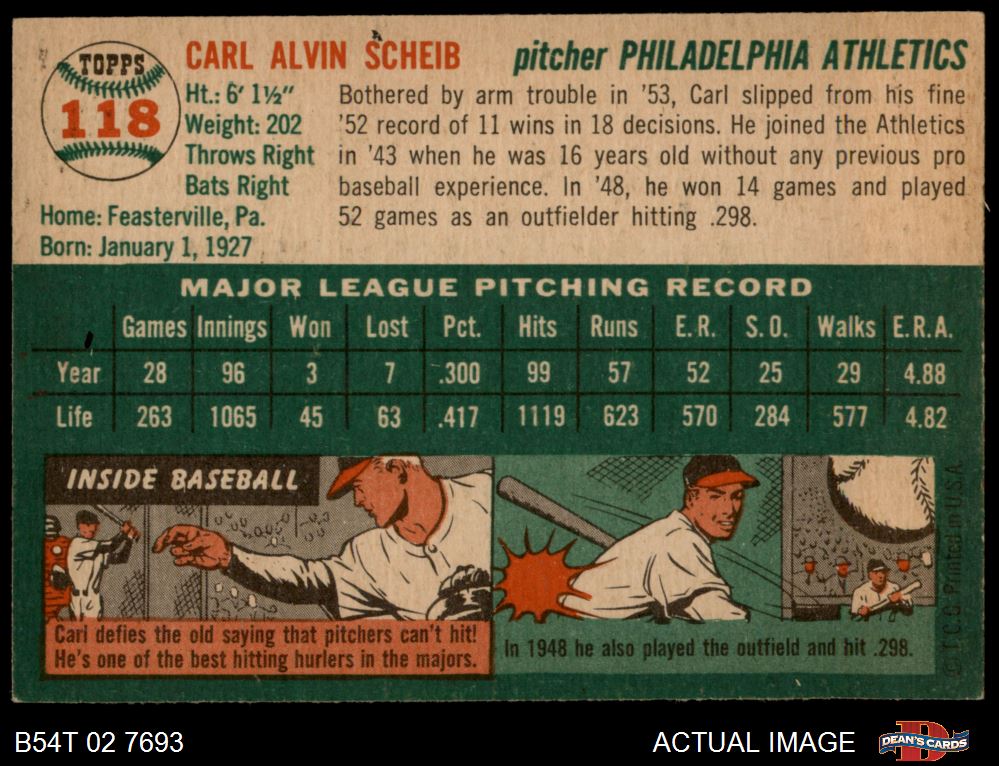 TOPPS
118
CARL ALVIN SCHEIB
pitcher PHILADELPHIA ATHLETICS
Ht.: 6' 1½"
Weight: 202
Throws Right
Bats Right
Home: Feasterville, Pa.
Born: January 1, 1927
Bothered by arm trouble in '53, Carl slipped from his fine
'52 record of 11 wins in 18 decisions. He joined the Athletics
in '43 when he was 16 years old without any previous pro
baseball experience. In '48, he won 14 games and played
52 games as an outfielder hitting .298.
MAJOR LEAGUE PITCHING RECORD
Games Innings Won Lost Pct. Hits Runs E.R. S.O. Walks E.R.A.
Year 28 96 3 7 .300 99 57 52 25 29 4.88
Life 263 1065 45 63 .417 1119 623 570 284 577 4.82
INSIDE BASEBALL
Carl defies the old saying that pitchers can't hit!
He's one of the best hitting hurlers in the majors.
In 1948 he also played the outfield and hit .298.
© T.C.G. Printed in U.S.A.
B54T 02 7693
ACTUAL IMAGE
D
DEAN'S CARDS